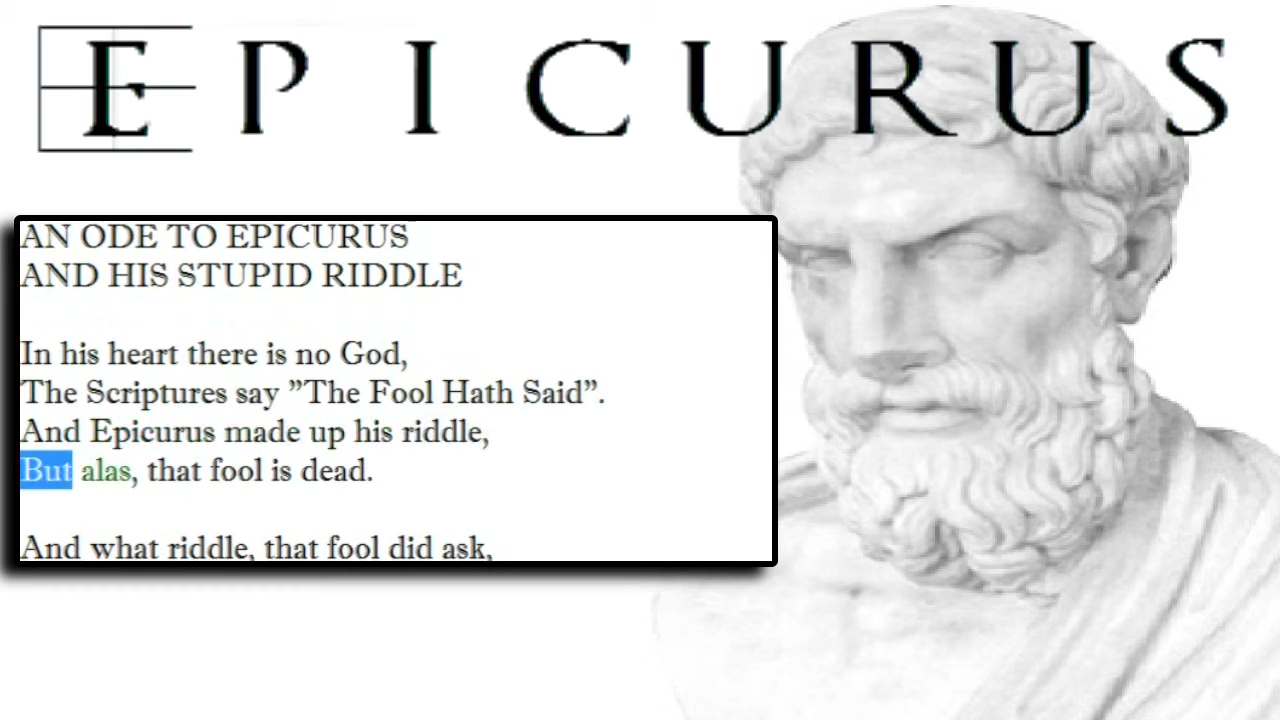 EPICURUS
AN ODE TO EPICURUS
AND HIS STUPID RIDDLE
In his heart there is no God,
The Scriptures say ”The Fool Hath Said”.
And Epicurus made up his riddle,
But alas, that fool is dead.
And what riddle, that fool did ask,